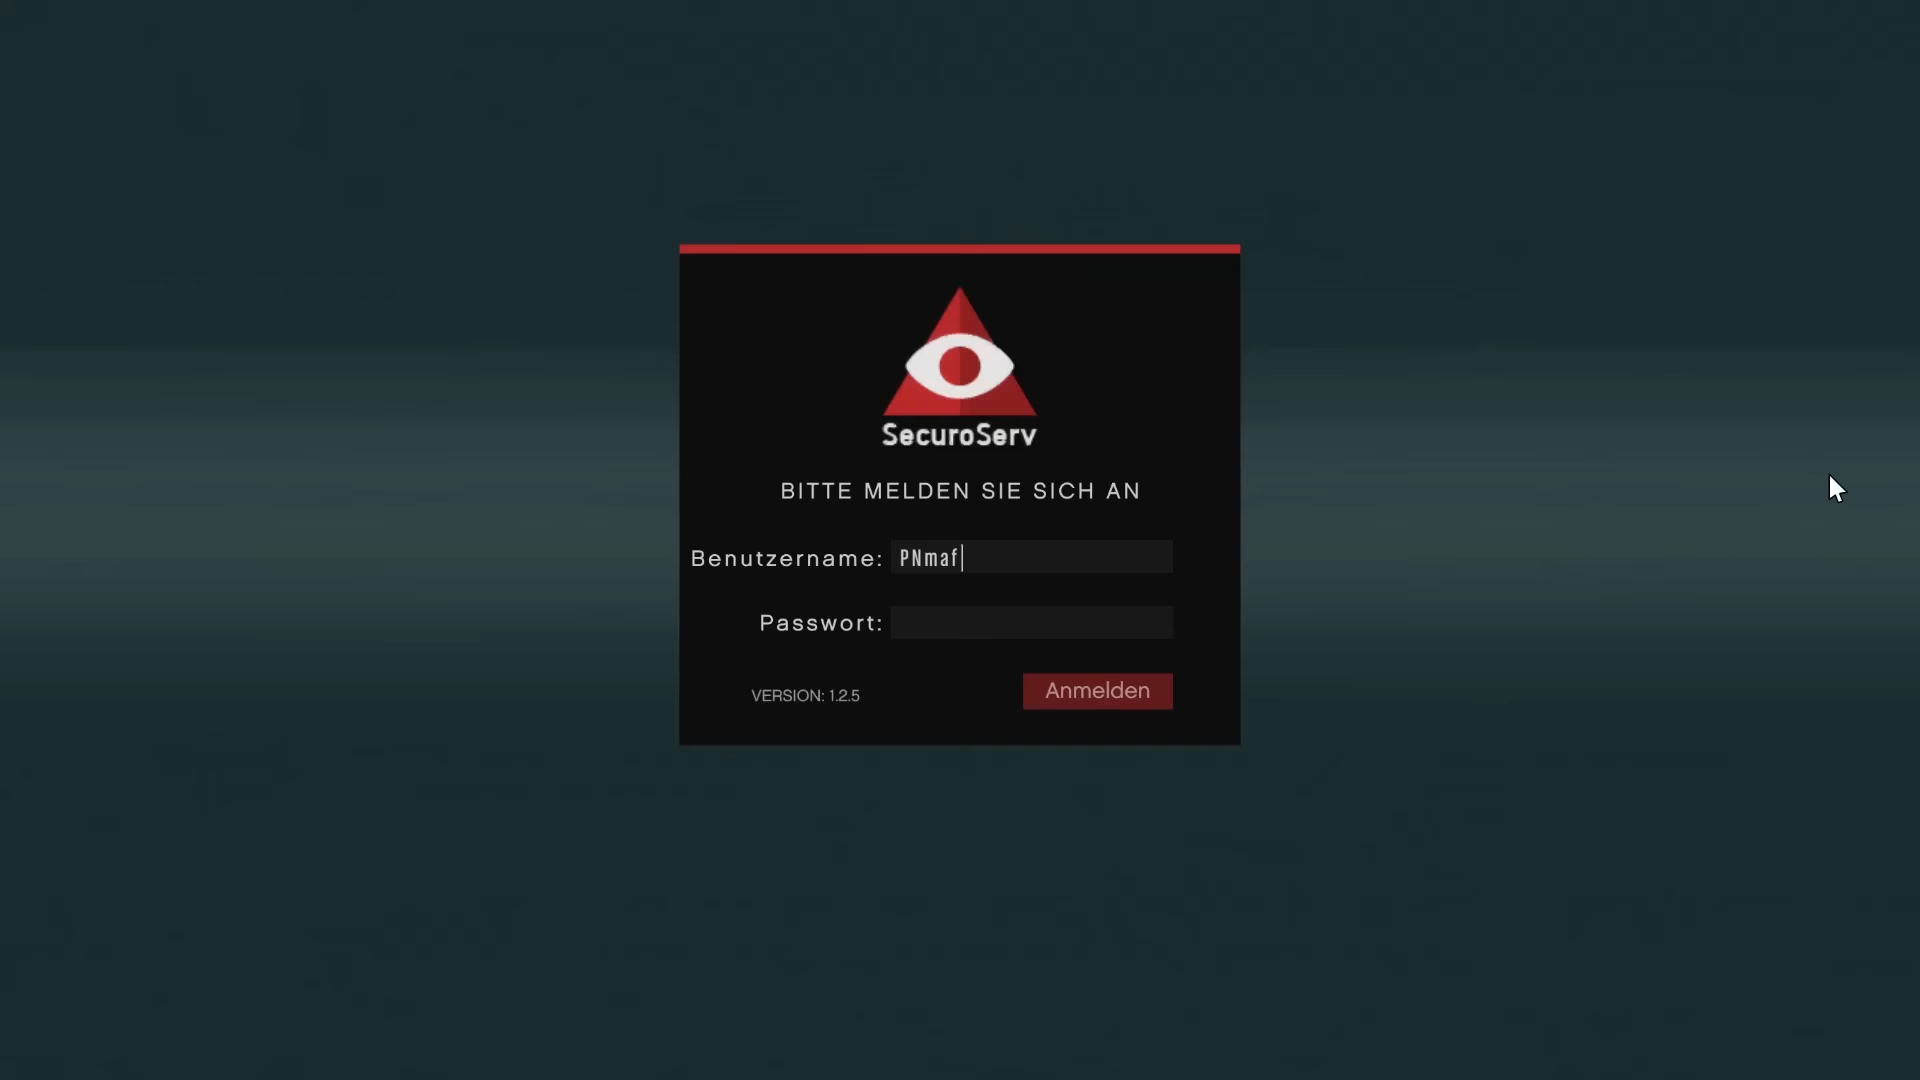 SecuroServ
BITTE MELDEN SIE SICH AN
Benutzername: PNmaf
Passwort:
VERSION: 1.2.5
Anmelden